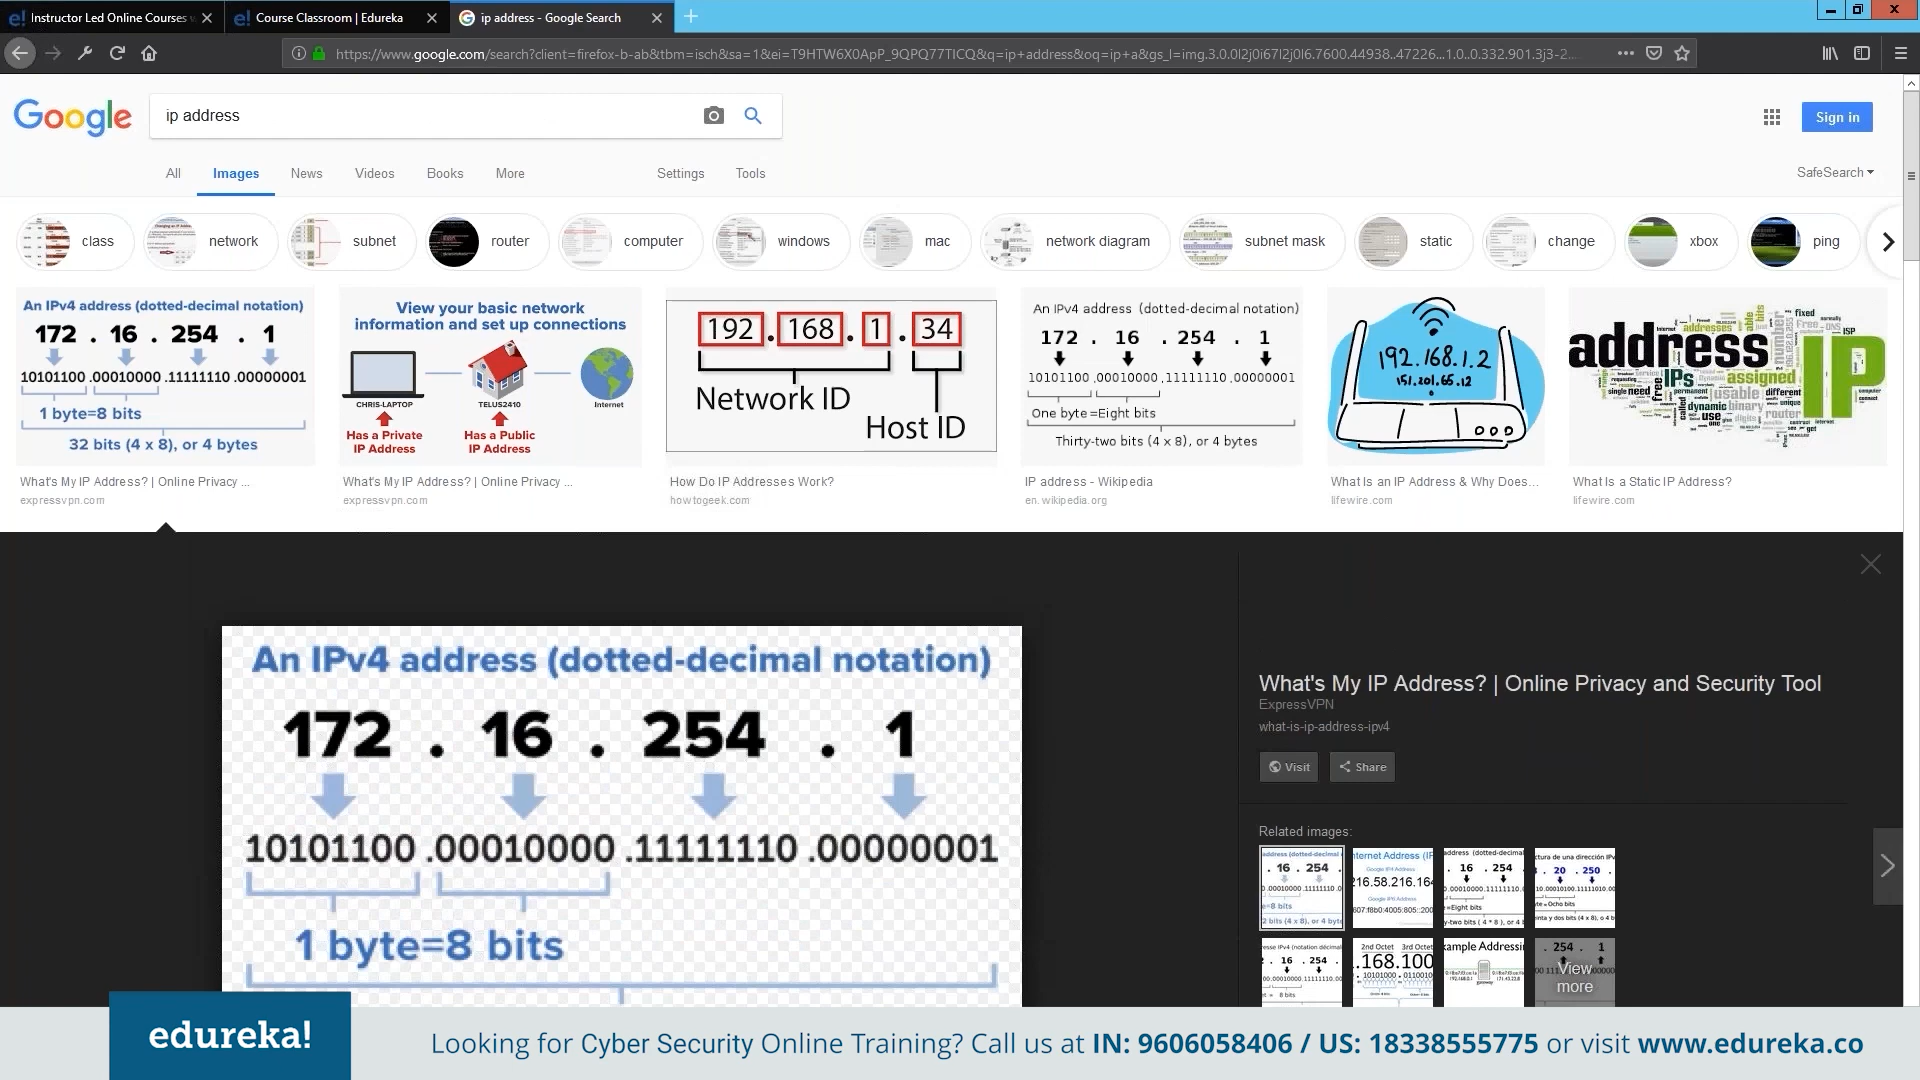 Instructor Led Online Courses
Course Classroom | Edureka
ip address - Google Search
https://www.google.com/search?client=firefox-b-ab&tbm=isch&sa=1&ei=T9HTW6X0ApP_9QPQ77TICQ&q=ip+address&oq=ip+a&gs_l=img.3.0.0l2j0i67l2j0l6.7600.44938..47226...1.0..0.332.901.3j3-2...
Google
ip address
Sign in
All Images News Videos Books More Settings Tools
SafeSearch
class network subnet router computer windows mac network diagram subnet mask static change xbox ping
An IPv4 address (dotted-decimal notation)
172 . 16 . 254 . 1
10101100 .00010000 .11111110 .00000001
1 byte=8 bits
32 bits (4 x 8), or 4 bytes
What's My IP Address? | Online Privacy ...
expressvpn.com
View your basic network
information and set up connections
CHRIS-LAPTOP TELUS2410 Internet
Has a Private
IP Address
Has a Public
IP Address
What's My IP Address? | Online Privacy ...
expressvpn.com
192.168.1.34
Network ID
Host ID
How Do IP Addresses Work?
howtogeek.com
An IPv4 address (dotted-decimal notation)
172 . 16 . 254 . 1
10101100 .00010000 .11111110 .00000001
One byte =Eight bits
Thirty-two bits (4 x 8), or 4 bytes
IP address - Wikipedia
en.wikipedia.org
192.168.1.2
151.201.65.12
What Is an IP Address & Why Does...
lifewire.com
address IP
IPs assigned
dynamic binary
addresses number fixed
usable different router
What Is a Static IP Address?
lifewire.com
An IPv4 address (dotted-decimal notation)
172 . 16 . 254 . 1
10101100 .00010000 .11111110 .00000001
1 byte=8 bits
What's My IP Address? | Online Privacy and Security Tool
ExpressVPN
what-is-ip-address-ipv4
Visit Share
Related images:
View
more
edureka!
Looking for Cyber Security Online Training? Call us at IN: 9606058406 / US: 18338555775 or visit www.edureka.co